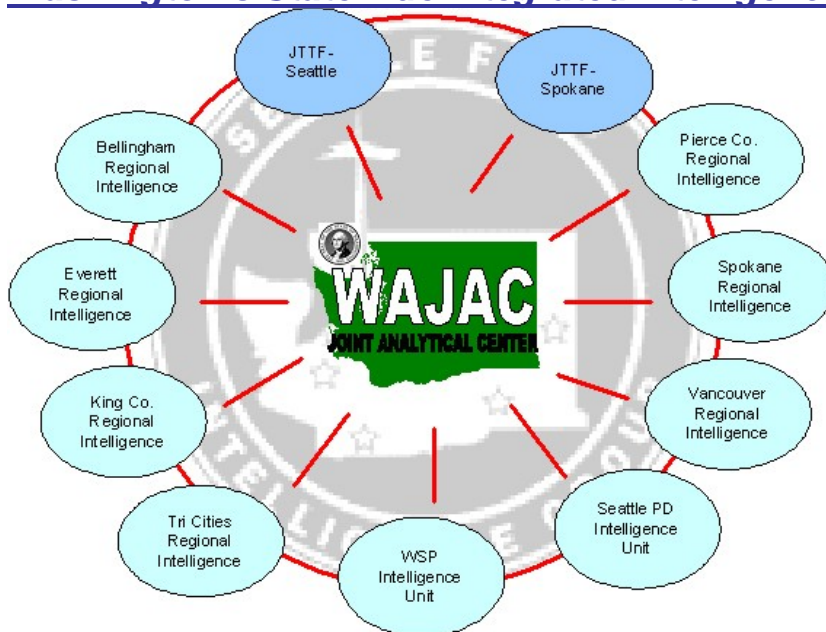 JTTF-
Seattle
JTTF-
Spokane
Bellingham
Regional
Intelligence
Pierce Co.
Regional
Intelligence
Everett
Regional
Intelligence
WAJAC
JOINT ANALYTICAL CENTER
Spokane
Regional
Intelligence
King Co.
Regional
Intelligence
Vancouver
Regional
Intelligence
Tri Cities
Regional
Intelligence
WSP
Intelligence
Unit
Seattle PD
Intelligence
Unit